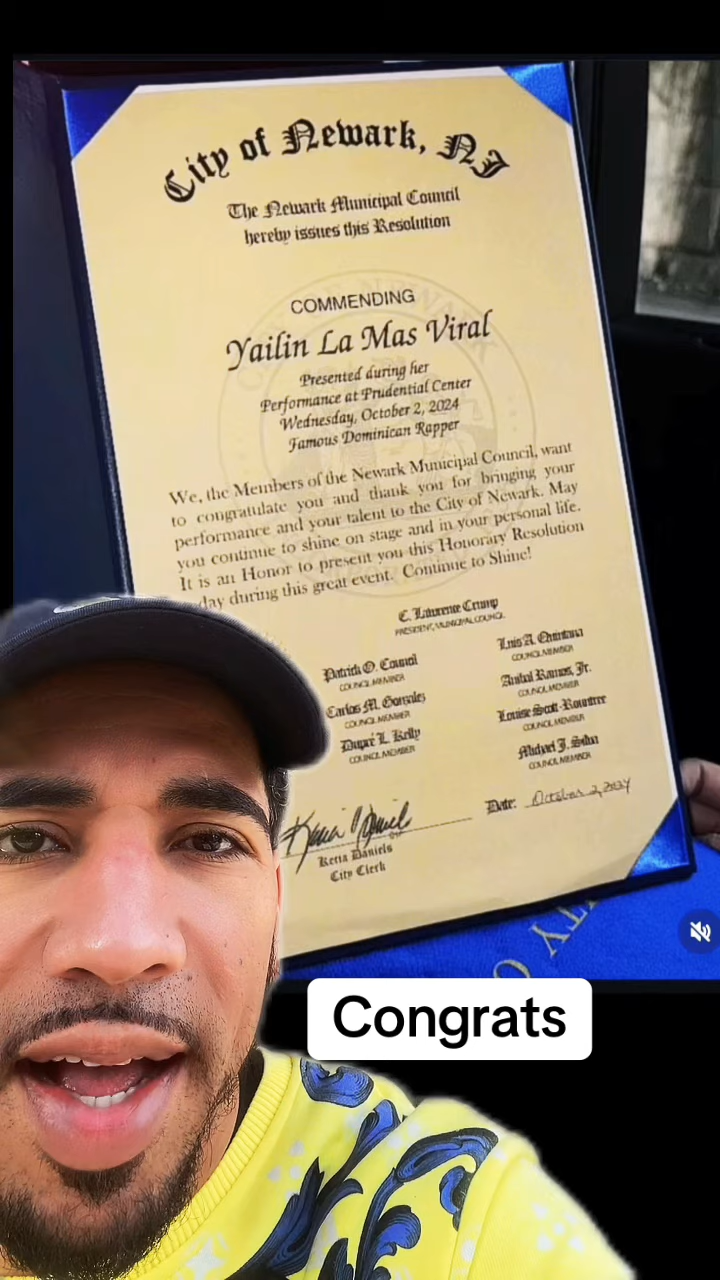 City of Newark, NJ
The Newark Municipal Council
hereby issues this Resolution
COMMENDING
Yailin La Mas Viral
Presented during her
Performance at Prudential Center
Wednesday, October 2, 2024
Famous Dominican Rapper
We, the Members of the Newark Municipal Council, want
to congratulate you and thank you for bringing your
performance and your talent to the City of Newark. May
you continue to shine on stage and in your personal life.
It is an Honor to present you this Honorary Resolution
day during this great event. Continue to Shine!
C. Lawrence Crump
PRESIDENT, MUNICIPAL COUNCIL
Patrick O. Council
COUNCIL MEMBER
Carlos M. Gonzalez
COUNCIL MEMBER
Dupré L. Kelly
COUNCIL MEMBER
Luis A. Quintana
COUNCIL MEMBER
Anibal Ramos, Jr.
COUNCIL MEMBER
Louise Scott-Rountree
COUNCIL MEMBER
Michael J. Silva
COUNCIL MEMBER
Kecia Daniels
City Clerk
Date: October 2, 2024
Congrats